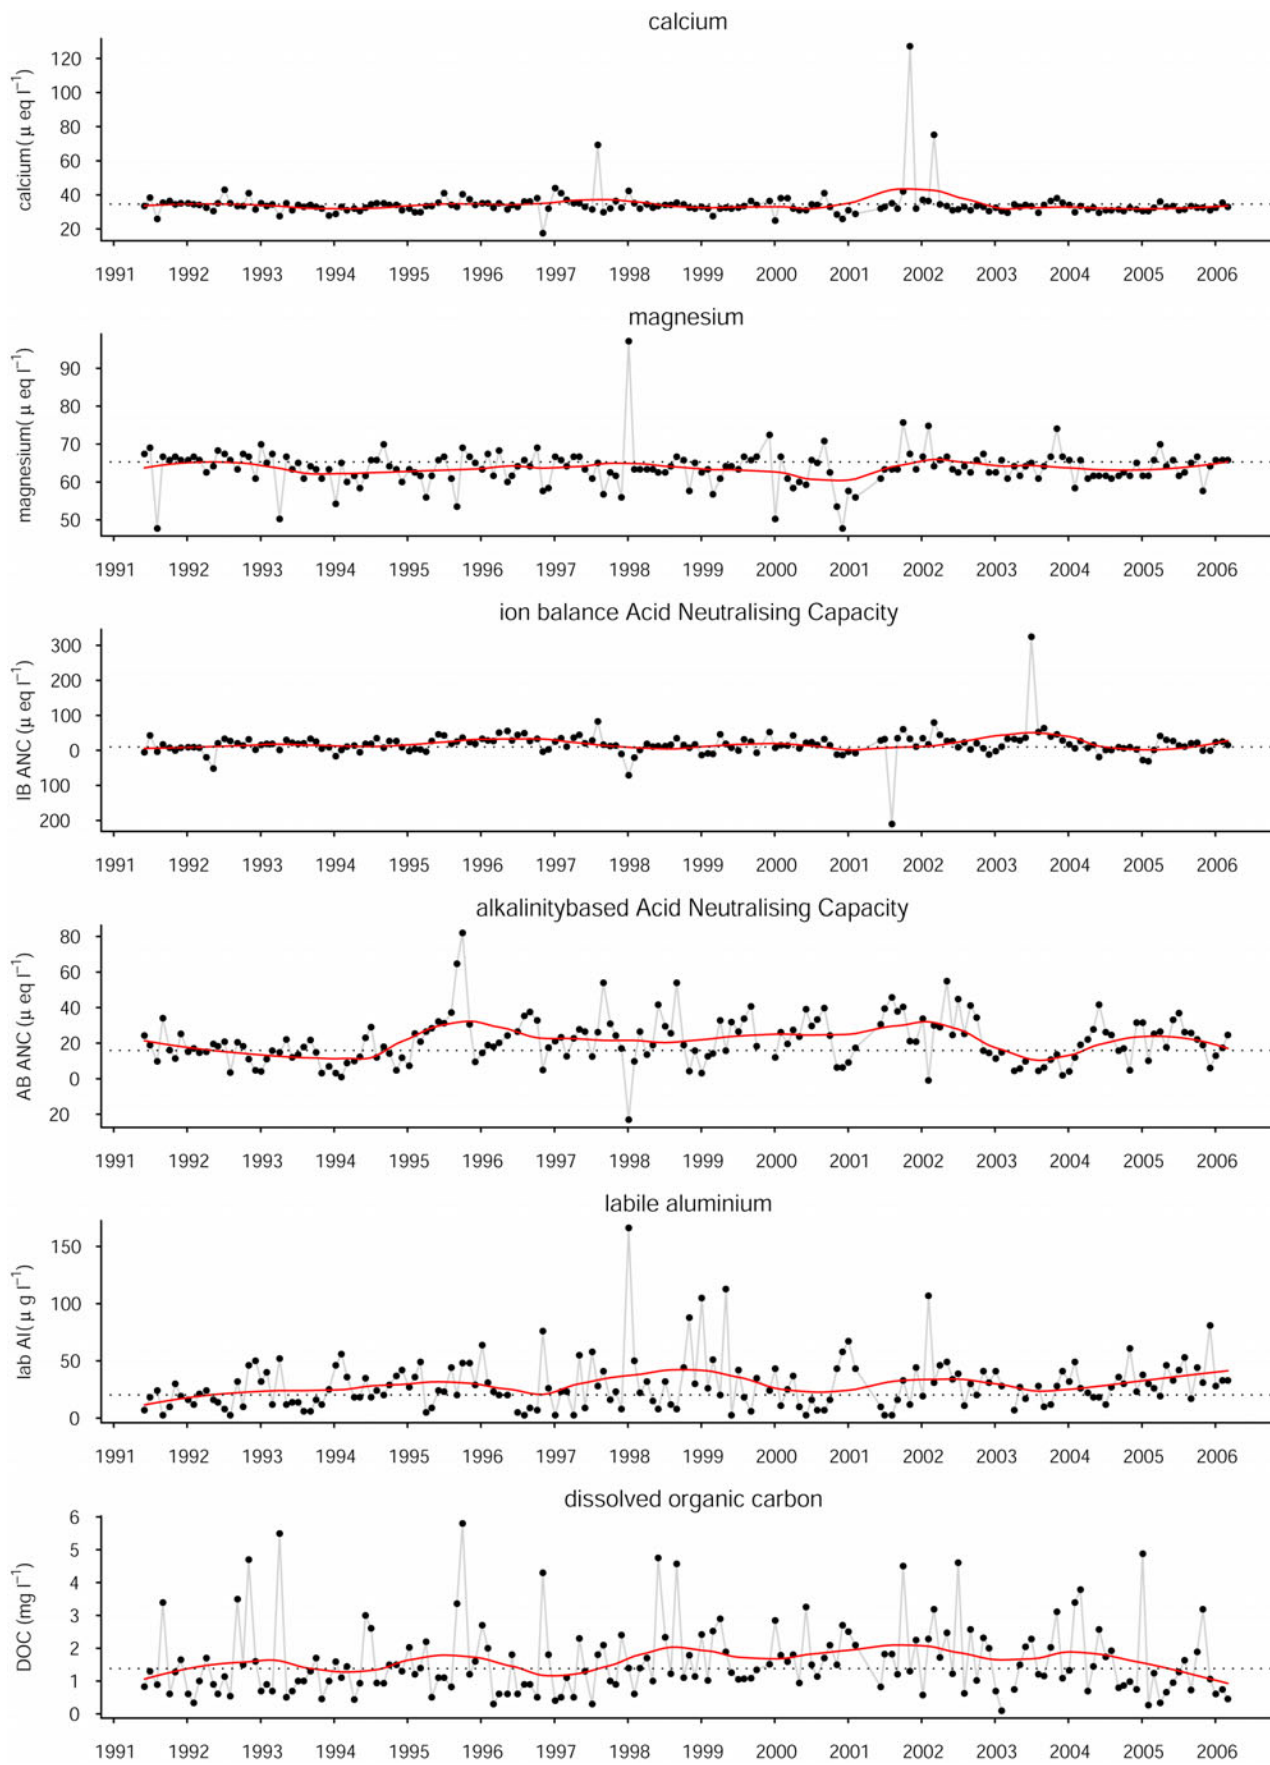 calcium
calcium( μ eq l⁻¹)
120
100
80
60
40
20
1991 1992 1993 1994 1995 1996 1997 1998 1999 2000 2001 2002 2003 2004 2005 2006
magnesium
magnesium( μ eq l⁻¹)
90
80
70
60
50
1991 1992 1993 1994 1995 1996 1997 1998 1999 2000 2001 2002 2003 2004 2005 2006
ion balance Acid Neutralising Capacity
IB ANC (μ eq l⁻¹)
300
200
100
0
100
200
1991 1992 1993 1994 1995 1996 1997 1998 1999 2000 2001 2002 2003 2004 2005 2006
alkalinitybased Acid Neutralising Capacity
AB ANC (μ eq l⁻¹)
80
60
40
20
0
20
1991 1992 1993 1994 1995 1996 1997 1998 1999 2000 2001 2002 2003 2004 2005 2006
labile aluminium
lab Al( μ g l⁻¹)
150
100
50
0
1991 1992 1993 1994 1995 1996 1997 1998 1999 2000 2001 2002 2003 2004 2005 2006
dissolved organic carbon
DOC (mg l⁻¹)
6
5
4
3
2
1
0
1991 1992 1993 1994 1995 1996 1997 1998 1999 2000 2001 2002 2003 2004 2005 2006